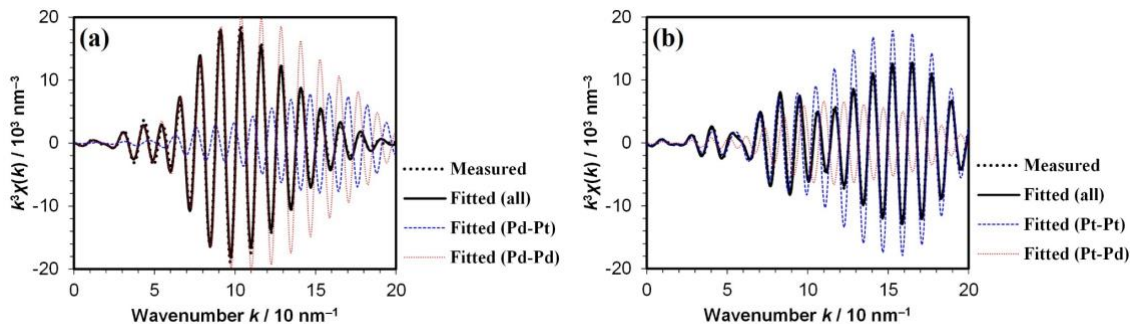 (a)
k³χ(k) / 10³ nm⁻³
20
10
0
-10
-20
0 5 10 15 20
Wavenumber k / 10 nm⁻¹
Measured
Fitted (all)
Fitted (Pd-Pt)
Fitted (Pd-Pd)
(b)
k³χ(k) / 10³ nm⁻³
20
10
0
-10
-20
0 5 10 15 20
Wavenumber k / 10 nm⁻¹
Measured
Fitted (all)
Fitted (Pt-Pt)
Fitted (Pt-Pd)